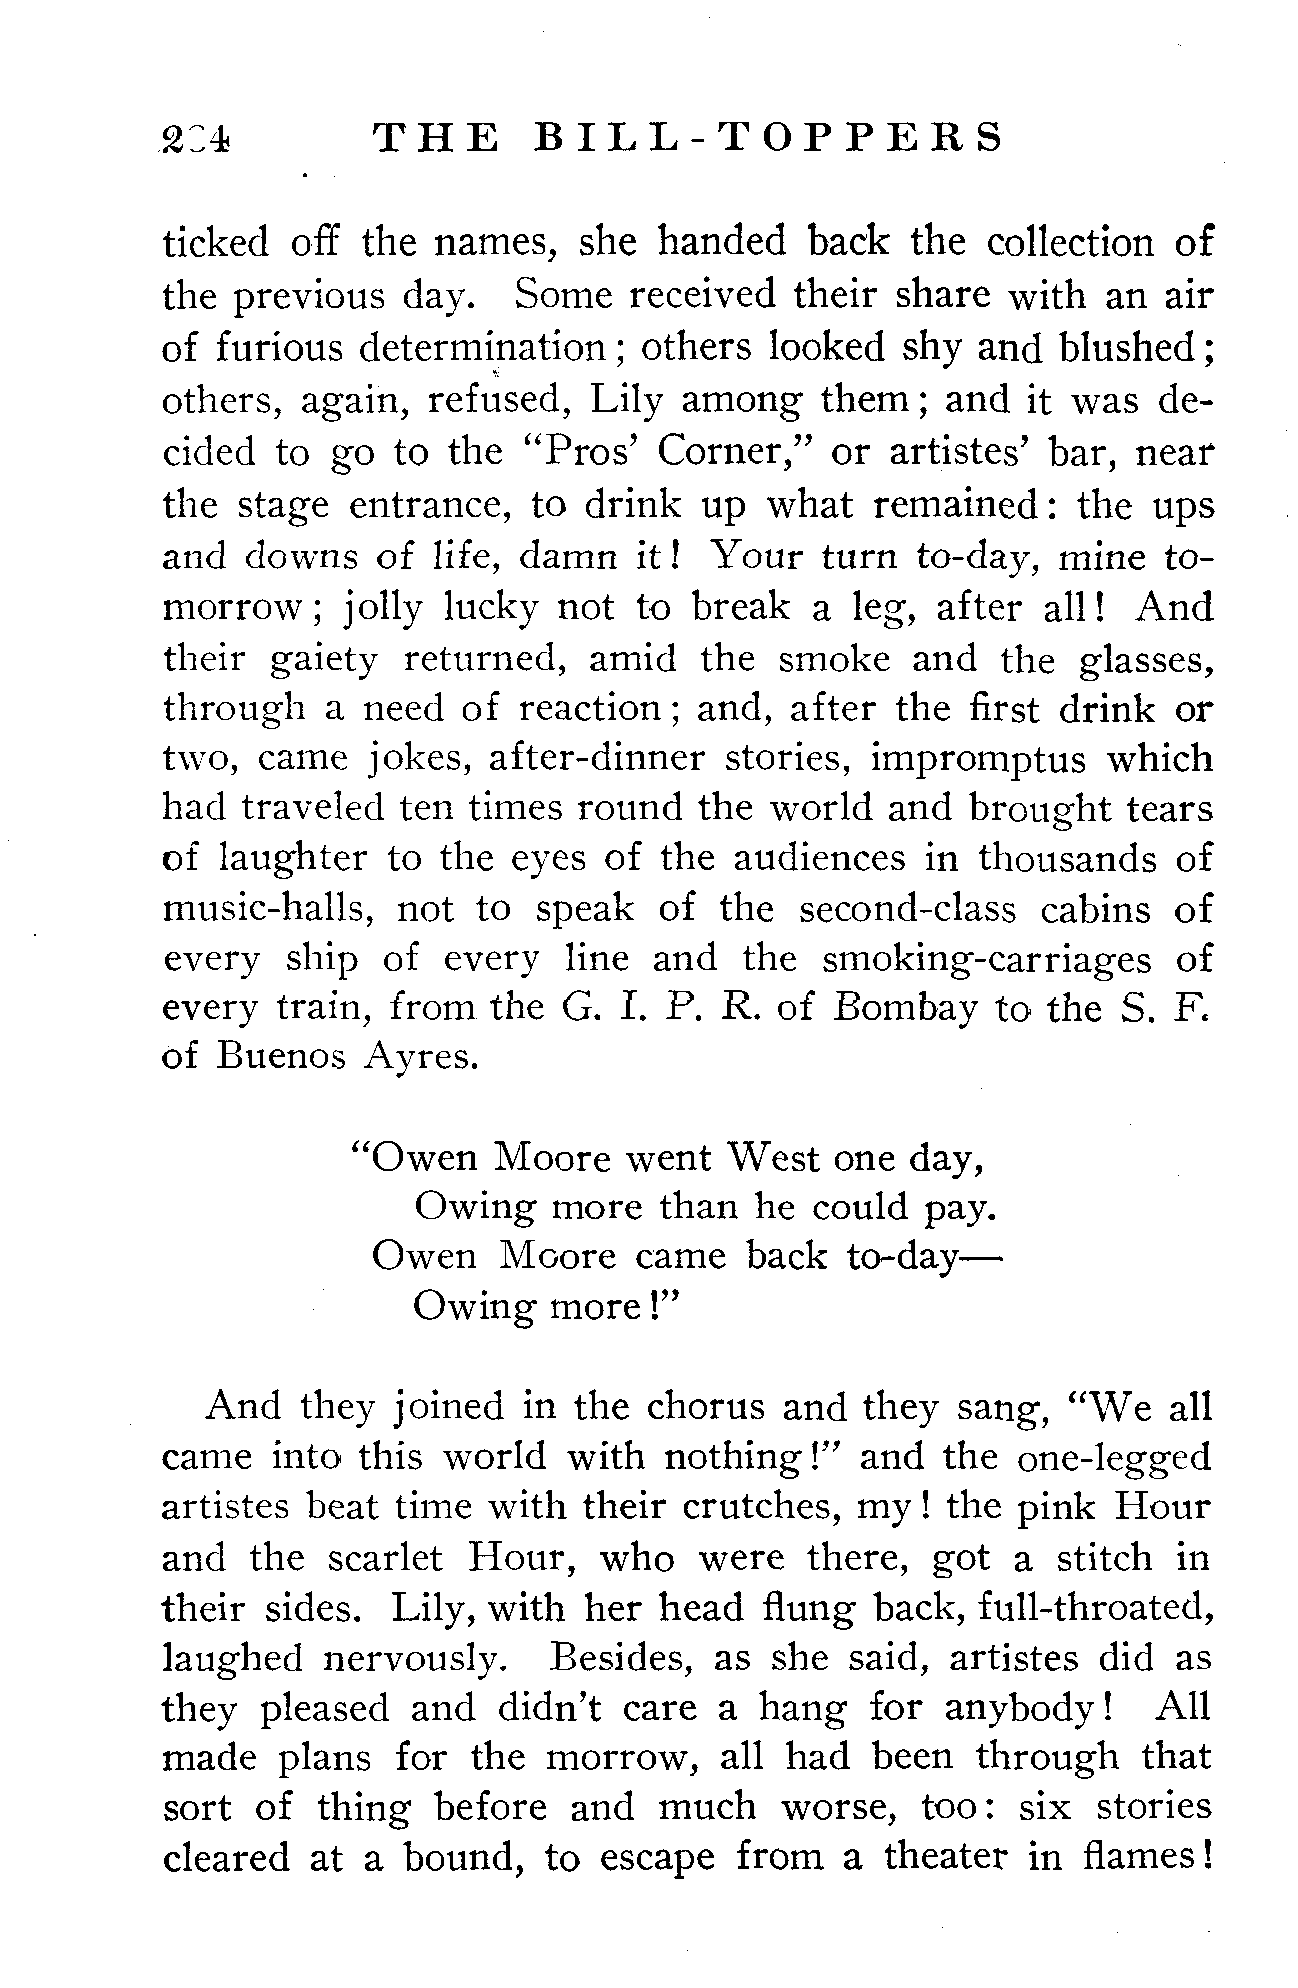 THE BILL-TOPPERS
ticked off the names, she handed back the collection of
the previous day. Some received their share with an air
of furious determination; others looked shy and blushed;
others, again, refused, Lily among them; and it was de-
cided to go to the “Pros’ Corner,” or artistes’ bar, near
the stage entrance, to drink up what remained: the ups
and downs of life, damn it! Your turn to-day, mine to-
morrow; jolly lucky not to break a leg, after all! And
their gaiety returned, amid the smoke and the glasses,
through a need of reaction; and, after the first drink or
two, came jokes, after-dinner stories, impromptus which
had traveled ten times round the world and brought tears
of laughter to the eyes of the audiences in thousands of
music-halls, not to speak of the second-class cabins of
every ship of every line and the smoking-carriages of
every train, from the G. I. P. R. of Bombay to the S. F.
of Buenos Ayres.
“Owen Moore went West one day,
Owing more than he could pay.
Owen Moore came back to-day—
Owing more!”
And they joined in the chorus and they sang, “We all
came into this world with nothing!” and the one-legged
artistes beat time with their crutches, my! the pink Hour
and the scarlet Hour, who were there, got a stitch in
their sides. Lily, with her head flung back, full-throated,
laughed nervously. Besides, as she said, artistes did as
they pleased and didn’t care a hang for anybody! All
made plans for the morrow, all had been through that
sort of thing before and much worse, too: six stories
cleared at a bound, to escape from a theater in flames!